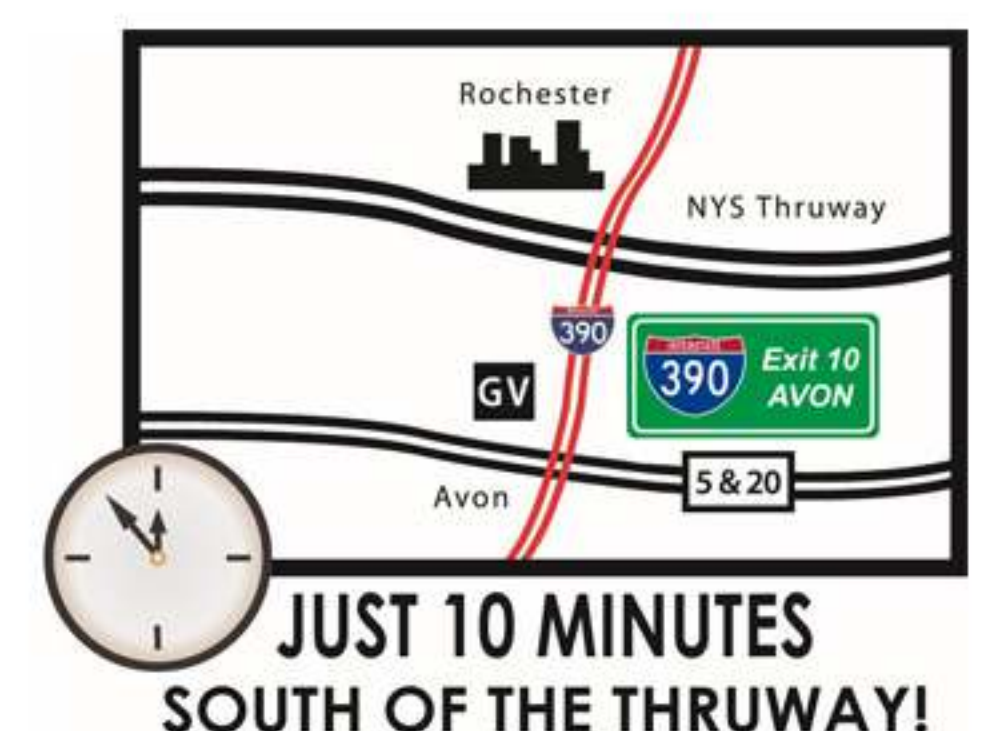 Rochester
NYS Thruway
390
390
Exit 10
AVON
GV
5 & 20
Avon
JUST 10 MINUTES
SOUTH OF THE THRUWAY!